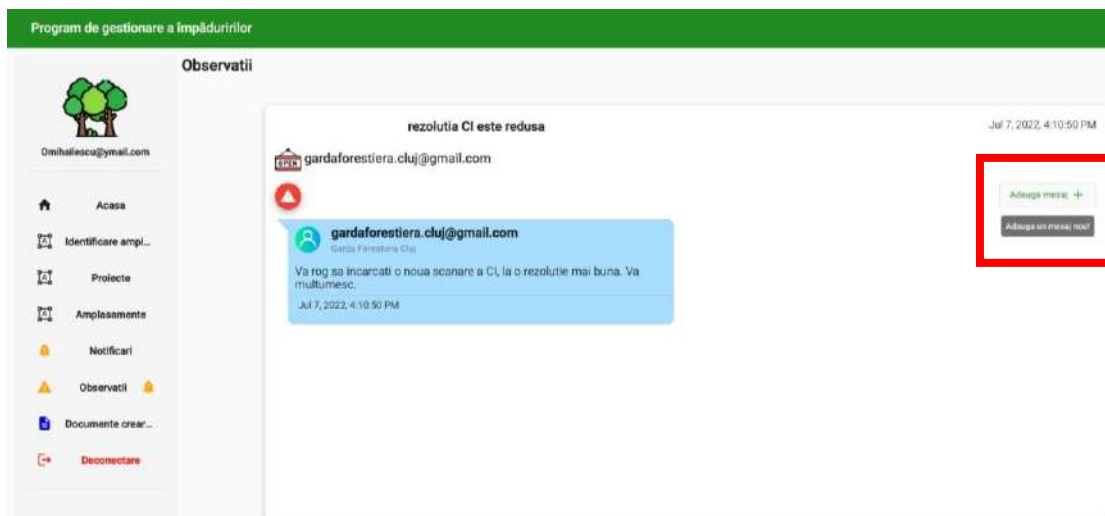 Program de gestionare a împăduririlor
Observatii
0mihailescu@ymail.com
Acasa
Identificare ampl...
Proiecte
Amplasamente
Notificari
Observatii
Documente crear...
Deconectare
rezolutia CI este redusa
Jul 7, 2022, 4:10:50 PM
OPEN
gardaforestiera.cluj@gmail.com
Adauga mesaj +
Adauga un mesaj nou!
gardaforestiera.cluj@gmail.com
Garda Forestiera Cluj
Va rog sa incarcati o noua scanare a CI, la o rezolutie mai buna. Va
multumesc.
Jul 7, 2022, 4:10:50 PM